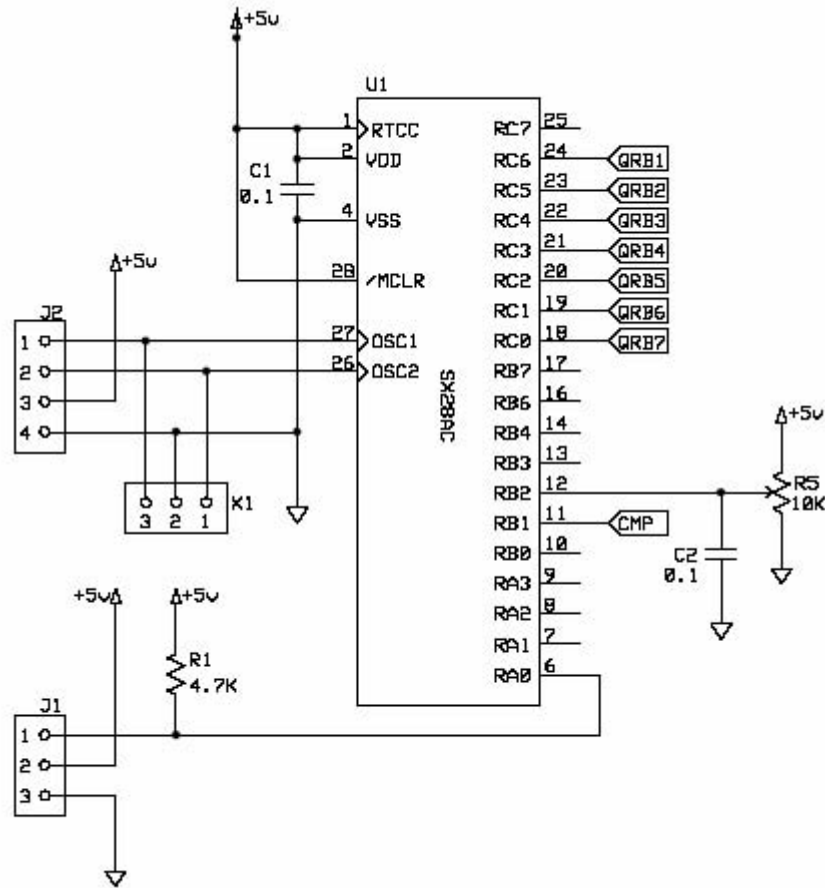 +5v
U1
1 RTCC
2 VDD
C1
0.1
4 VSS
28 /MCLR
+5v
J2
1
2
3
4
27 OSC1
26 OSC2
SX28AC
RC7 25
RC6 24 QRB1
RC5 23 QRB2
RC4 22 QRB3
RC3 21 QRB4
RC2 20 QRB5
RC1 19 QRB6
RC0 18 QRB7
RB7 17
RB6 16
RB4 14
RB3 13
RB2 12
RB1 11 CMP
RB0 10
RA3 9
RA2 8
RA1 7
RA0 6
+5v
R5
10K
C2
0.1
3 2 1 X1
+5v
+5v
R1
4.7K
J1
1
2
3